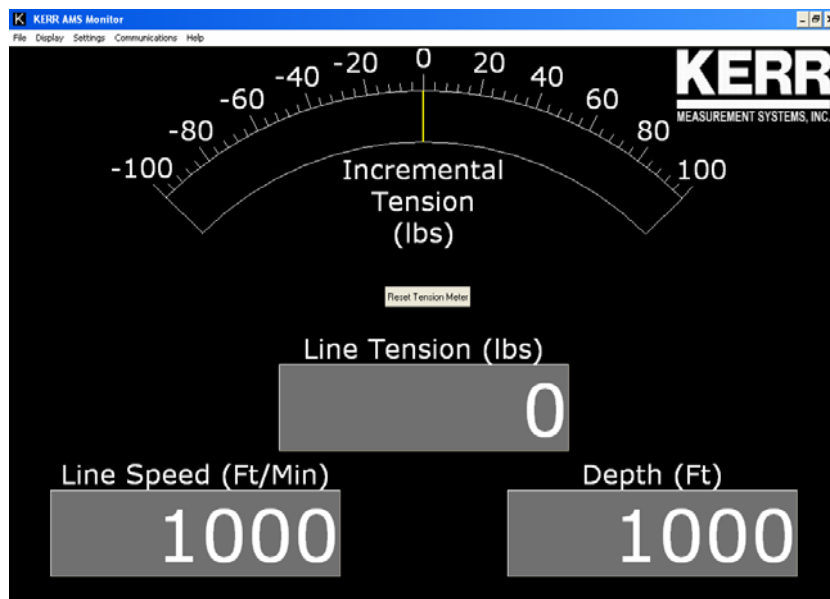 K KERR AMS Monitor
File Display Settings Communications Help
-100 -80 -60 -40 -20 0 20 40 60 80 100
KERR
MEASUREMENT SYSTEMS, INC.
Incremental
Tension
(lbs)
Reset Tension Meter
Line Tension (lbs)
0
Line Speed (Ft/Min)
1000
Depth (Ft)
1000